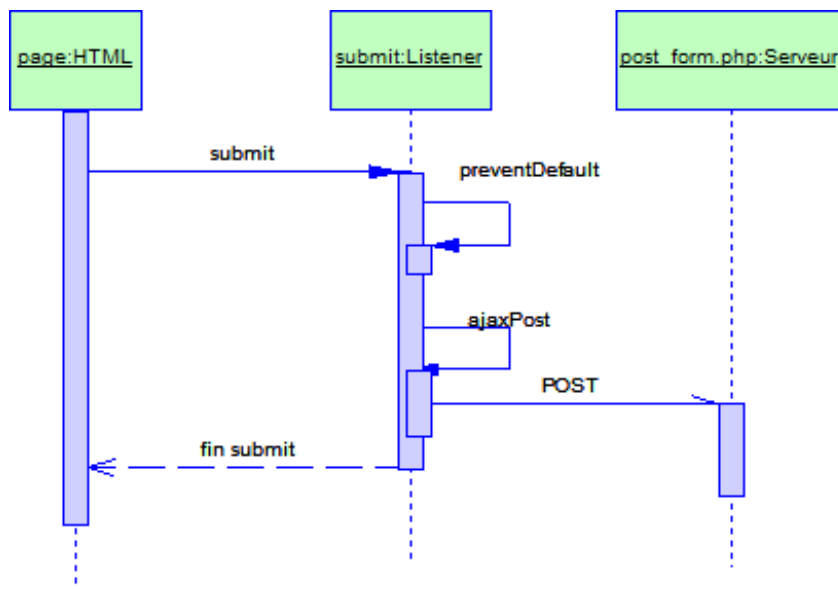 page:HTML
submit:Listener
post_form.php:Serveur
submit
preventDefault
ajaxPost
POST
fin submit